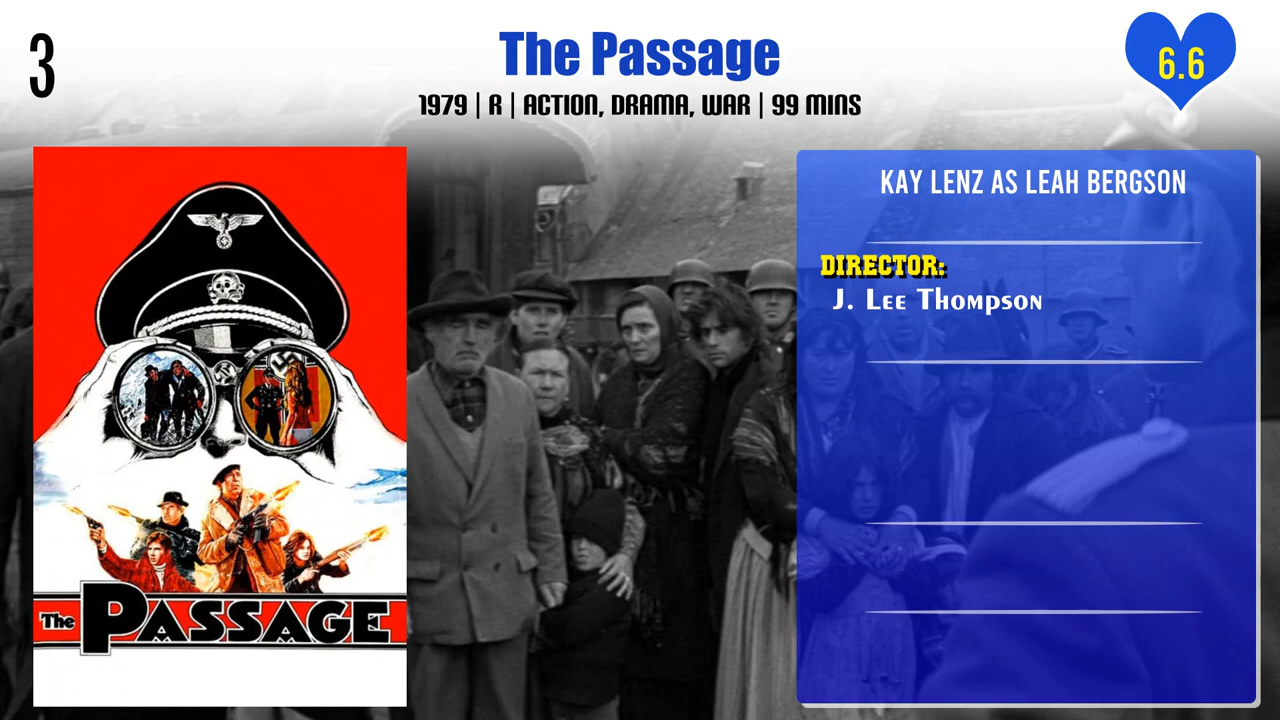 3
The Passage
6.6
1979 | R | ACTION, DRAMA, WAR | 99 MINS
KAY LENZ AS LEAH BERGSON
DIRECTOR:
J. LEE THOMPSON
The PASSAGE